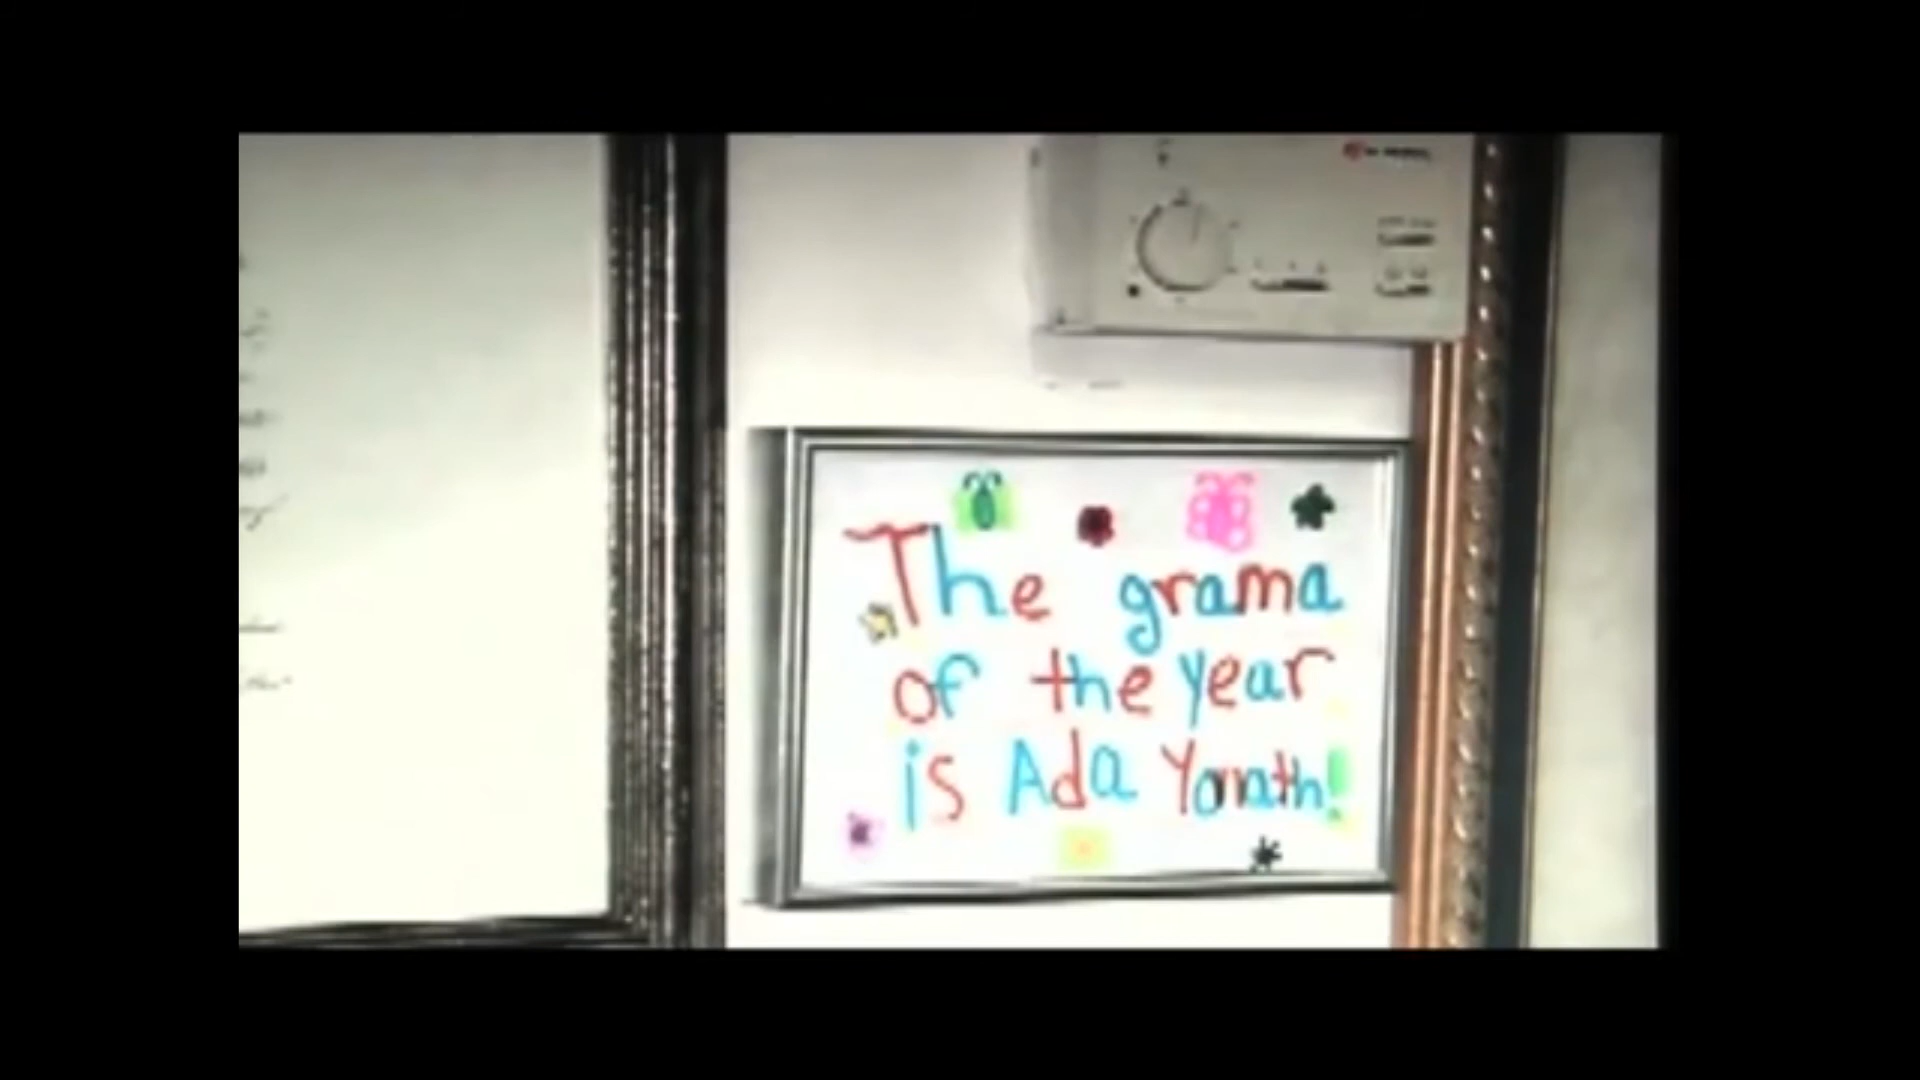 The grama
of the year
is Ada Yonath!